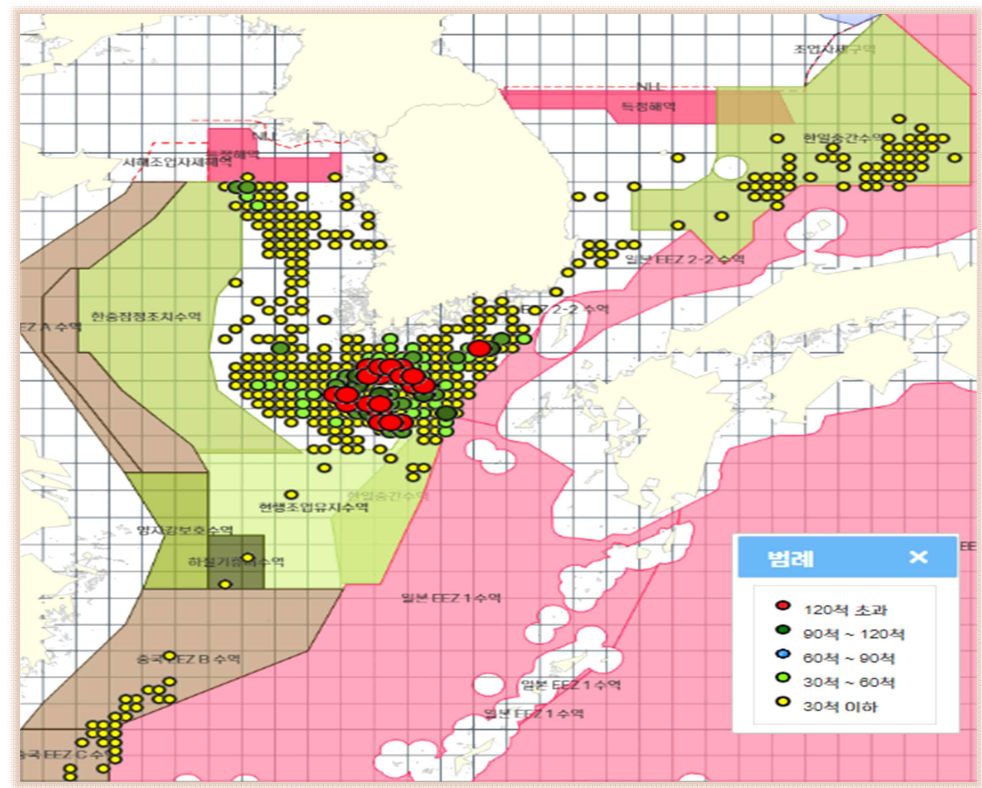 조업자제구역
NLL
특정해역
한일중간수역
NLL
특정해역
서해조업자제해역
일본 EEZ 2-2 수역
EEZ 2-2 수역
한중잠정조치수역
EEZ A 수역
한일중간수역
현행조업유지수역
양자강보호수역
하절기
수역
EE
일본 EEZ 1 수역
중국 EEZ B 수역
일본 EEZ 1 수역
일본 EEZ 1 수역
중국 EEZ C 수역
범례
×
120척 초과
90척 ~ 120척
60척 ~ 90척
30척 ~ 60척
30척 이하